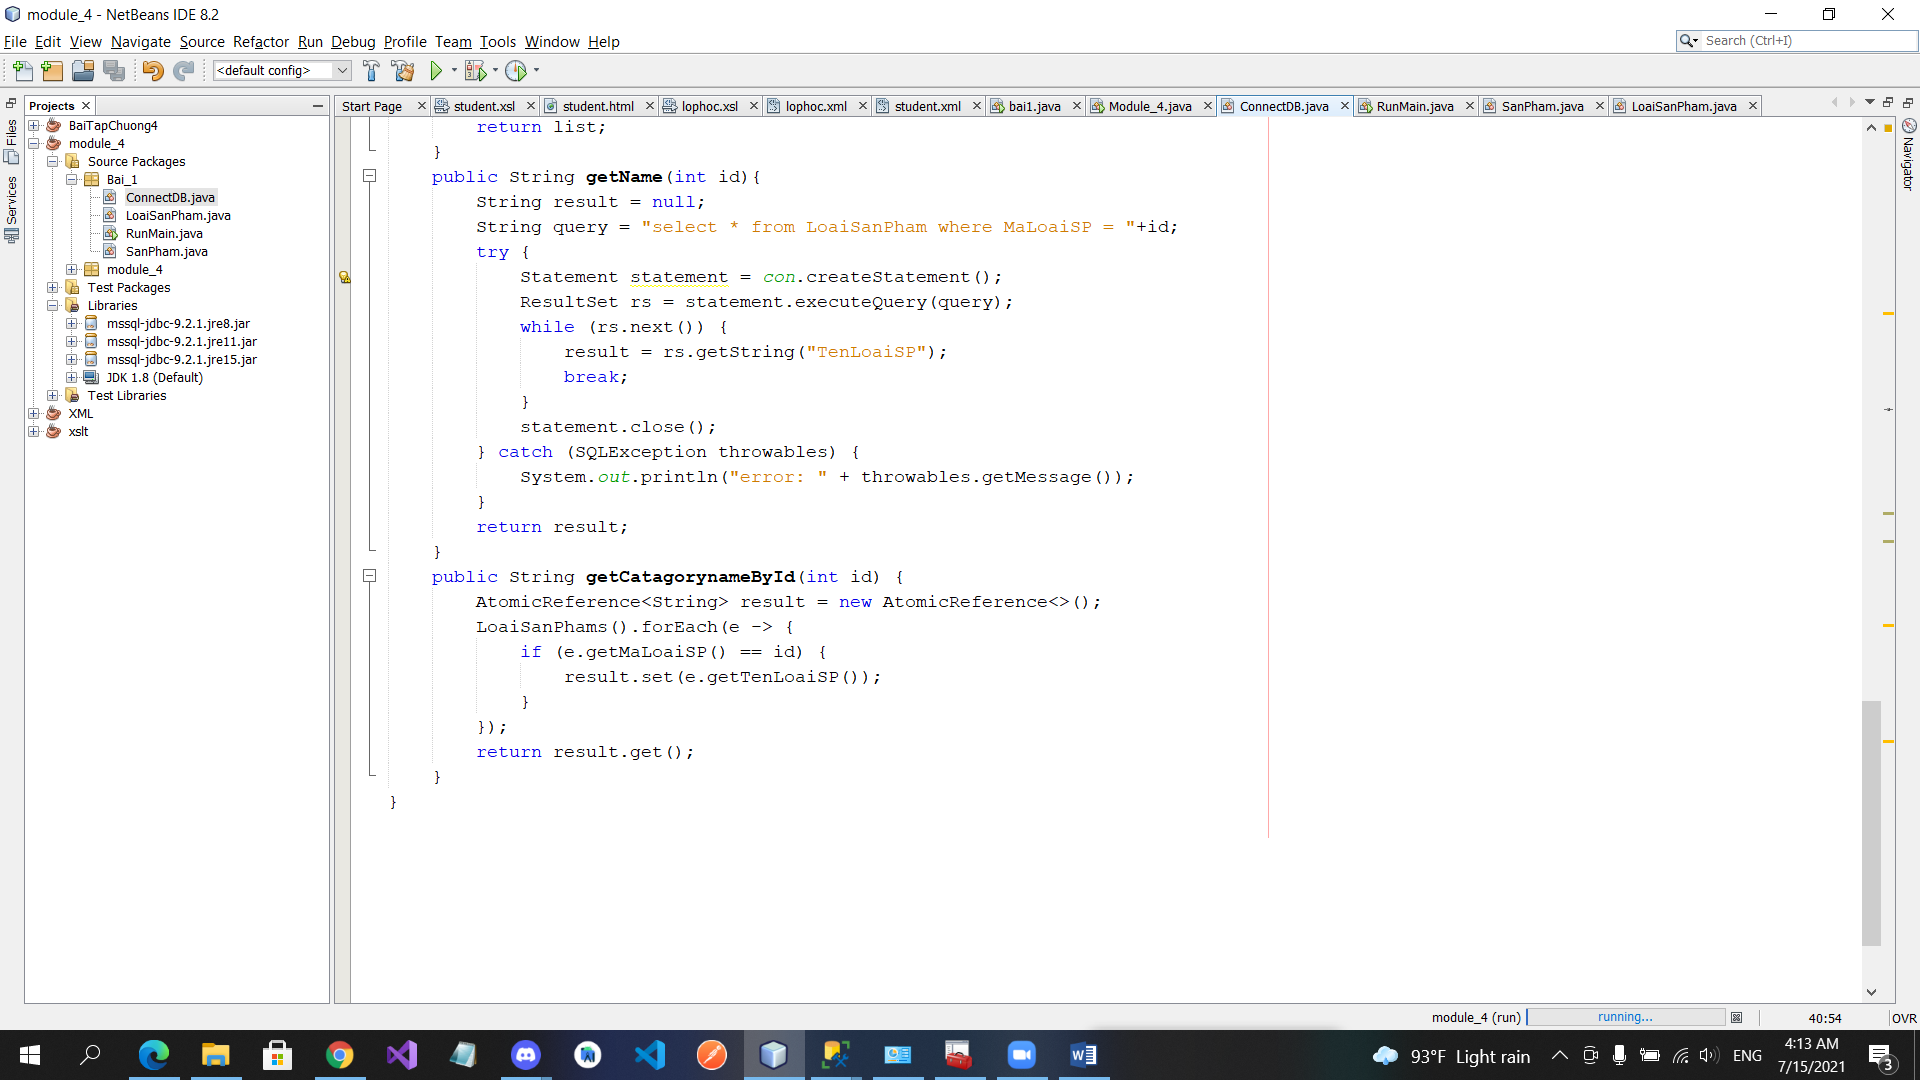 module_4 - NetBeans IDE 8.2
File Edit View Navigate Source Refactor Run Debug Profile Team Tools Window Help
Search (Ctrl+I)
<default config>
Files
Services
Projects
BaiTapChuong4
module_4
Source Packages
Bai_1
ConnectDB.java
LoaiSanPham.java
RunMain.java
SanPham.java
module_4
Test Packages
Libraries
mssql-jdbc-9.2.1.jre8.jar
mssql-jdbc-9.2.1.jre11.jar
mssql-jdbc-9.2.1.jre15.jar
JDK 1.8 (Default)
Test Libraries
XML
xslt
Start Page student.xsl student.html lophoc.xsl lophoc.xml student.xml bai1.java Module_4.java ConnectDB.java RunMain.java SanPham.java LoaiSanPham.java
return list;
}
public String getName(int id){
String result = null;
String query = "select * from LoaiSanPham where MaLoaiSP = "+id;
try {
Statement statement = con.createStatement();
ResultSet rs = statement.executeQuery(query);
while (rs.next()) {
result = rs.getString("TenLoaiSP");
break;
}
statement.close();
} catch (SQLException throwables) {
System.out.println("error: " + throwables.getMessage());
}
return result;
}
public String getCatagorynameById(int id) {
AtomicReference<String> result = new AtomicReference<>();
LoaiSanPhams().forEach(e -> {
if (e.getMaLoaiSP() == id) {
result.set(e.getTenLoaiSP());
}
});
return result.get();
}
}
Navigator
module_4 (run) running... 40:54 OVR
93°F Light rain ENG 4:13 AM
7/15/2021
3